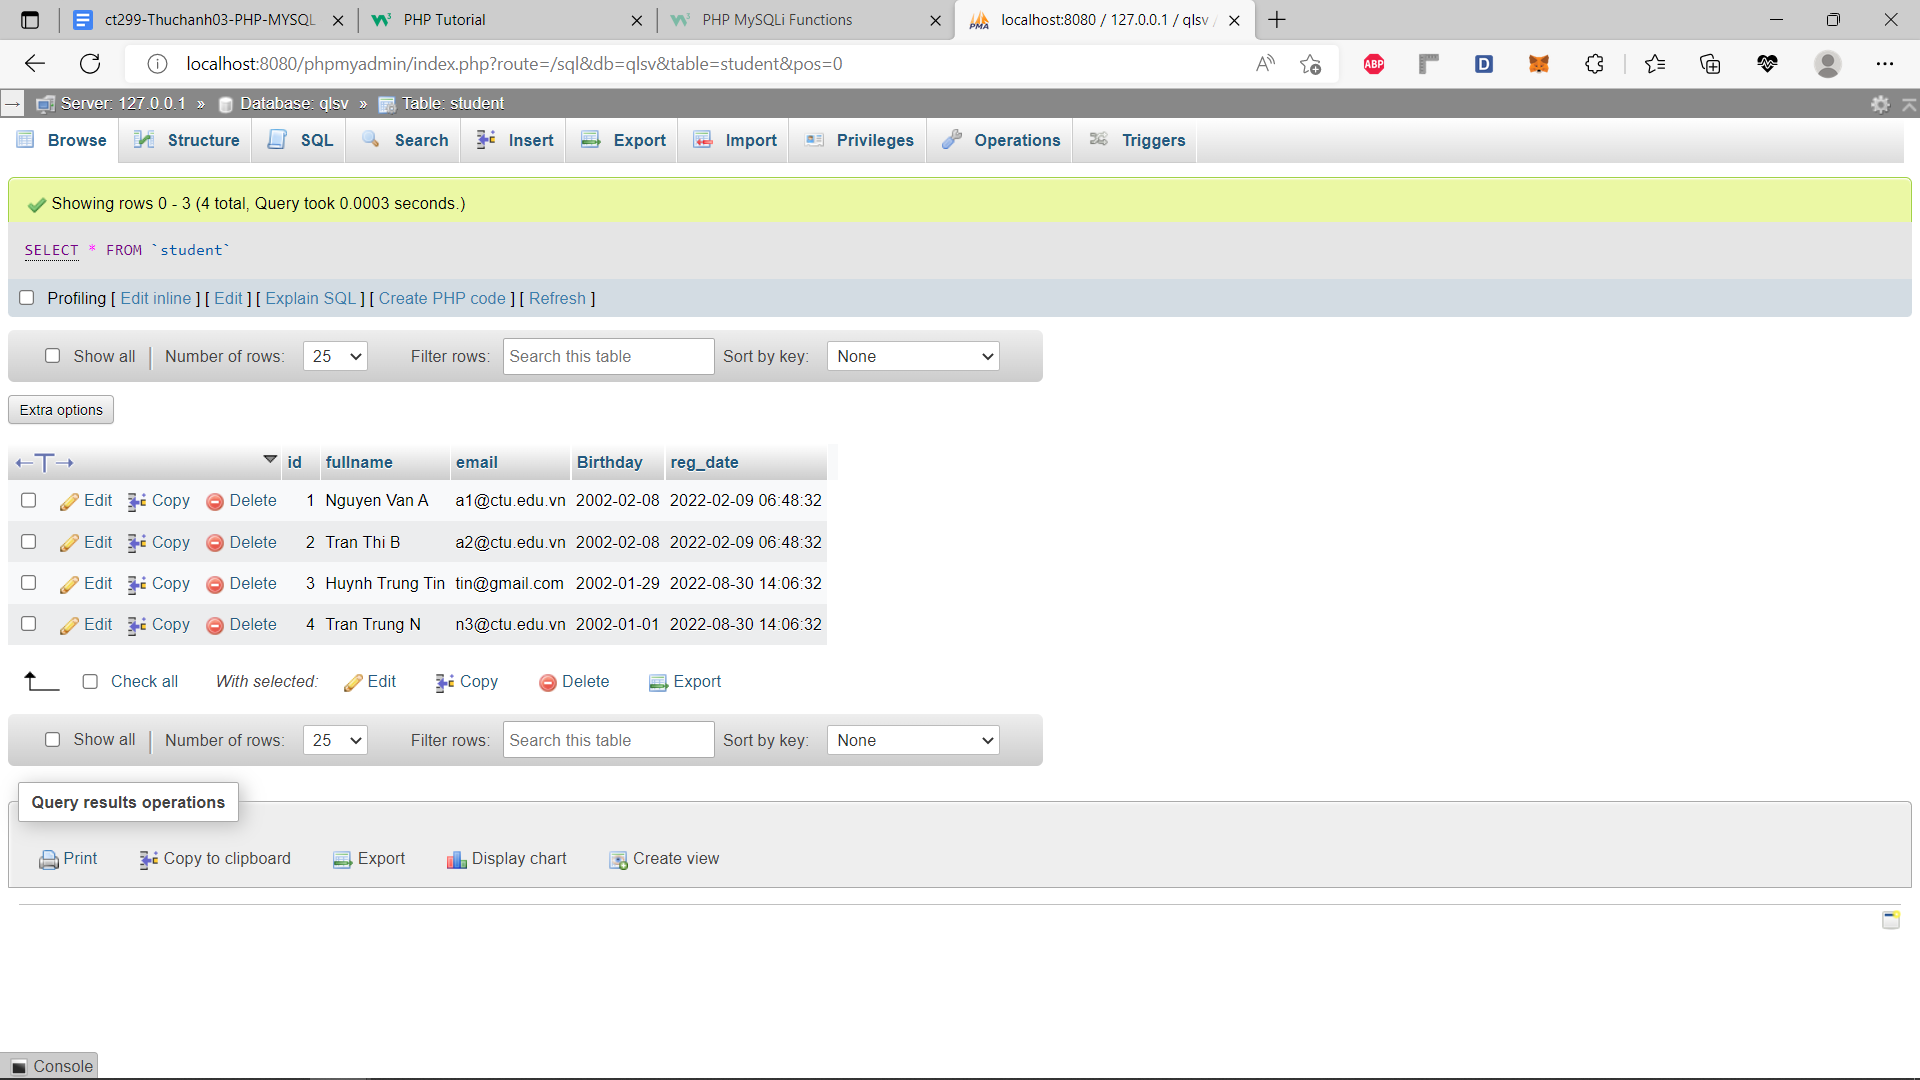 ct299-Thuchanh03-PHP-MYSQL PHP Tutorial PHP MySQLi Functions PMA localhost:8080 / 127.0.0.1 / qlsv /
localhost:8080/phpmyadmin/index.php?route=/sql&db=qlsv&table=student&pos=0 ABP D
Server: 127.0.0.1 » Database: qlsv » Table: student
Browse Structure SQL Search Insert Export Import Privileges Operations Triggers
Showing rows 0 - 3 (4 total, Query took 0.0003 seconds.)
SELECT * FROM `student`
Profiling [ Edit inline ] [ Edit ] [ Explain SQL ] [ Create PHP code ] [ Refresh ]
Show all Number of rows: 25 Filter rows: Search this table Sort by key: None
Extra options
←T→ id fullname email Birthday reg_date
Edit Copy Delete 1 Nguyen Van A a1@ctu.edu.vn 2002-02-08 2022-02-09 06:48:32
Edit Copy Delete 2 Tran Thi B a2@ctu.edu.vn 2002-02-08 2022-02-09 06:48:32
Edit Copy Delete 3 Huynh Trung Tin tin@gmail.com 2002-01-29 2022-08-30 14:06:32
Edit Copy Delete 4 Tran Trung N n3@ctu.edu.vn 2002-01-01 2022-08-30 14:06:32
Check all With selected: Edit Copy Delete Export
Show all Number of rows: 25 Filter rows: Search this table Sort by key: None
Query results operations
Print Copy to clipboard Export Display chart Create view
Console